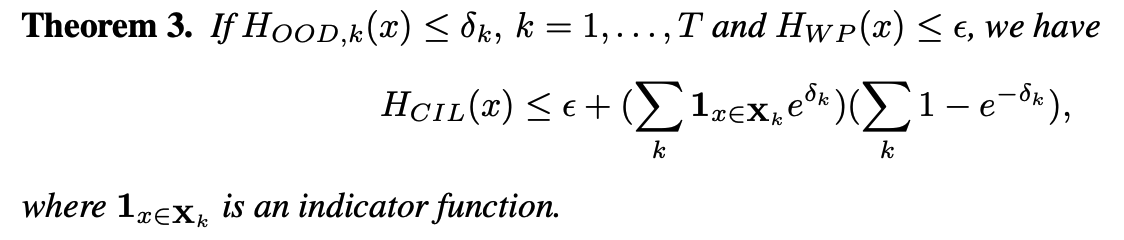 Theorem 3. If H_{OOD,k}(x) ≤ δ_k, k = 1, . . . , T and H_{WP}(x) ≤ ϵ, we have
H_{CIL}(x) ≤ ϵ + (∑_k 1_{x∈X_k} e^{δ_k})(∑_k 1 − e^{−δ_k}),
where 1_{x∈X_k} is an indicator function.